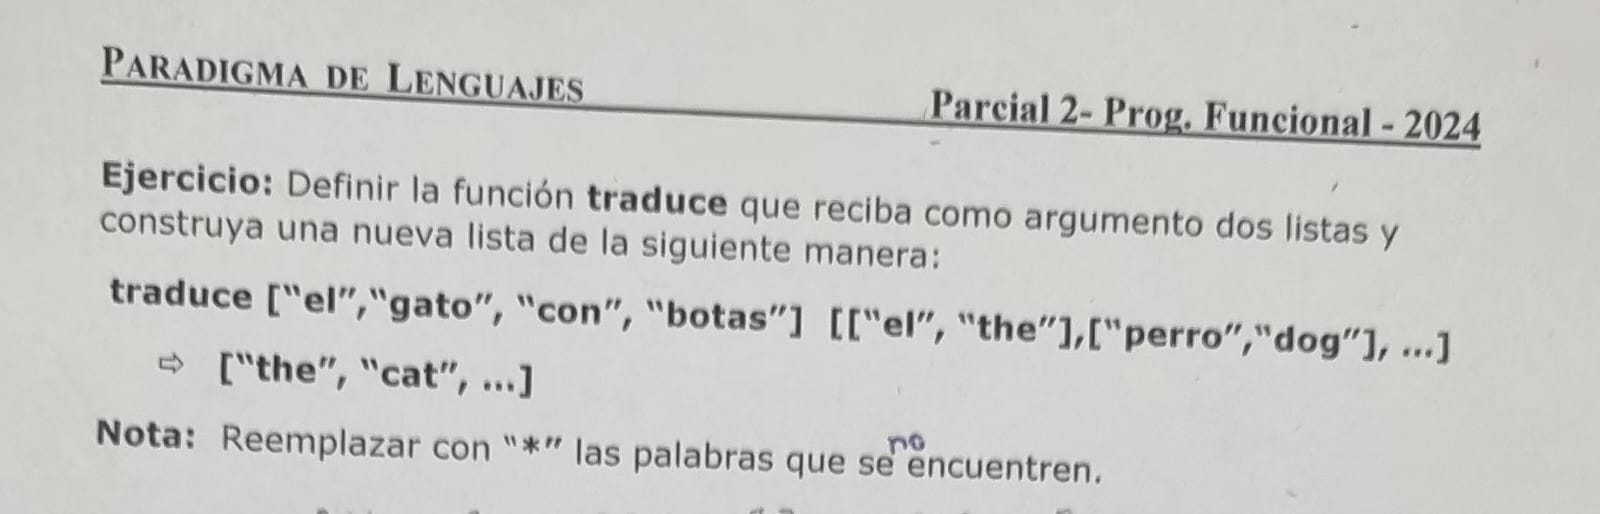 PARADIGMA DE LENGUAJES
Parcial 2- Prog. Funcional - 2024
Ejercicio: Definir la función traduce que reciba como argumento dos listas y
construya una nueva lista de la siguiente manera:
traduce [“el”,“gato”, “con”, “botas”] [[“el”, “the”],[“perro”,“dog”], ...]
⇨ [“the”, “cat”, ...]
Nota: Reemplazar con “*” las palabras que se no encuentren.